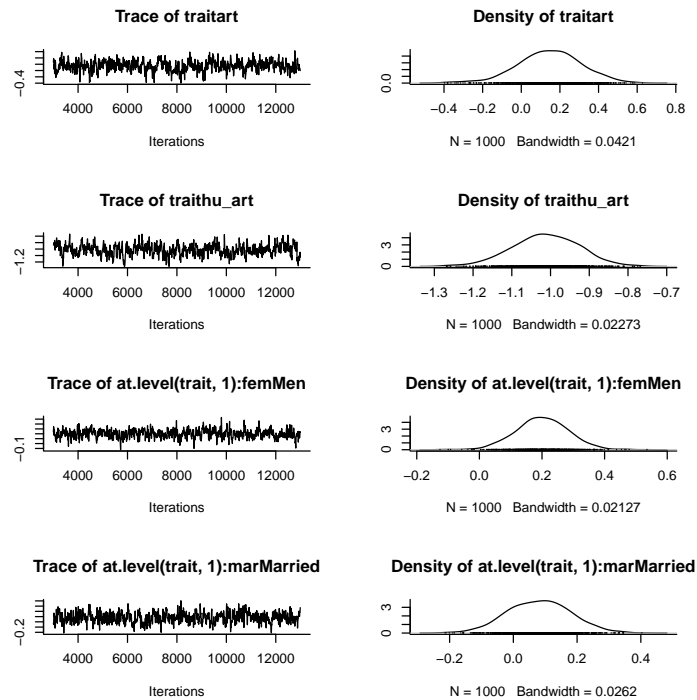 Trace of traitart
−0.4
4000 6000 8000 10000 12000
Iterations
Density of traitart
0.0
−0.4 −0.2 0.0 0.2 0.4 0.6 0.8
N = 1000 Bandwidth = 0.0421
Trace of traithu_art
−1.2
4000 6000 8000 10000 12000
Iterations
Density of traithu_art
0 3
−1.3 −1.2 −1.1 −1.0 −0.9 −0.8 −0.7
N = 1000 Bandwidth = 0.02273
Trace of at.level(trait, 1):femMen
−0.1
4000 6000 8000 10000 12000
Iterations
Density of at.level(trait, 1):femMen
0 3
−0.2 0.0 0.2 0.4 0.6
N = 1000 Bandwidth = 0.02127
Trace of at.level(trait, 1):marMarried
−0.2
4000 6000 8000 10000 12000
Iterations
Density of at.level(trait, 1):marMarried
0 3
−0.2 0.0 0.2 0.4
N = 1000 Bandwidth = 0.0262